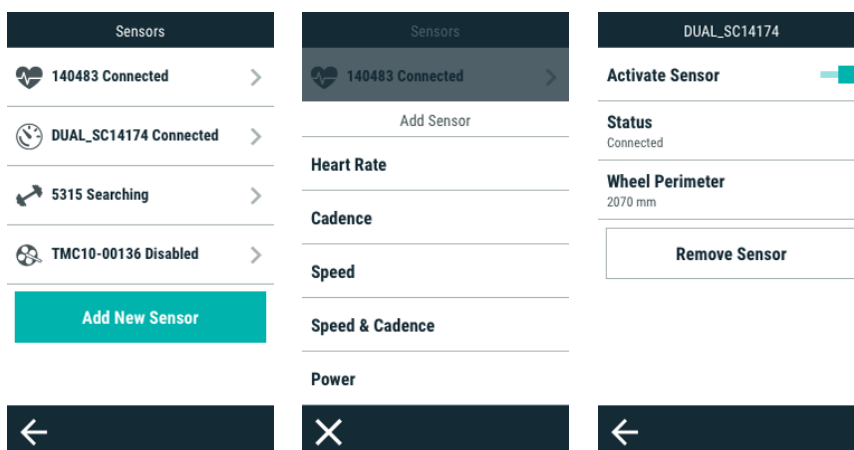 Sensors
140483 Connected
DUAL_SC14174 Connected
5315 Searching
TMC10-00136 Disabled
Add New Sensor
Sensors
140483 Connected
Add Sensor
Heart Rate
Cadence
Speed
Speed & Cadence
Power
DUAL_SC14174
Activate Sensor
Status
Connected
Wheel Perimeter
2070 mm
Remove Sensor